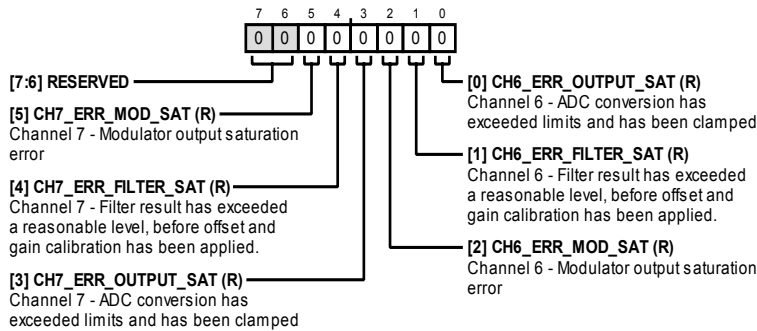 7 6 5 4 3 2 1 0
0 0 0 0 0 0 0 0
[7:6] RESERVED
[5] CH7_ERR_MOD_SAT (R)
Channel 7 - Modulator output saturation
error
[4] CH7_ERR_FILTER_SAT (R)
Channel 7 - Filter result has exceeded
a reasonable level, before offset and
gain calibration has been applied.
[3] CH7_ERR_OUTPUT_SAT (R)
Channel 7 - ADC conversion has
exceeded limits and has been clamped
[0] CH6_ERR_OUTPUT_SAT (R)
Channel 6 - ADC conversion has
exceeded limits and has been clamped
[1] CH6_ERR_FILTER_SAT (R)
Channel 6 - Filter result has exceeded
a reasonable level, before offset and
gain calibration has been applied.
[2] CH6_ERR_MOD_SAT (R)
Channel 6 - Modulator output saturation
error